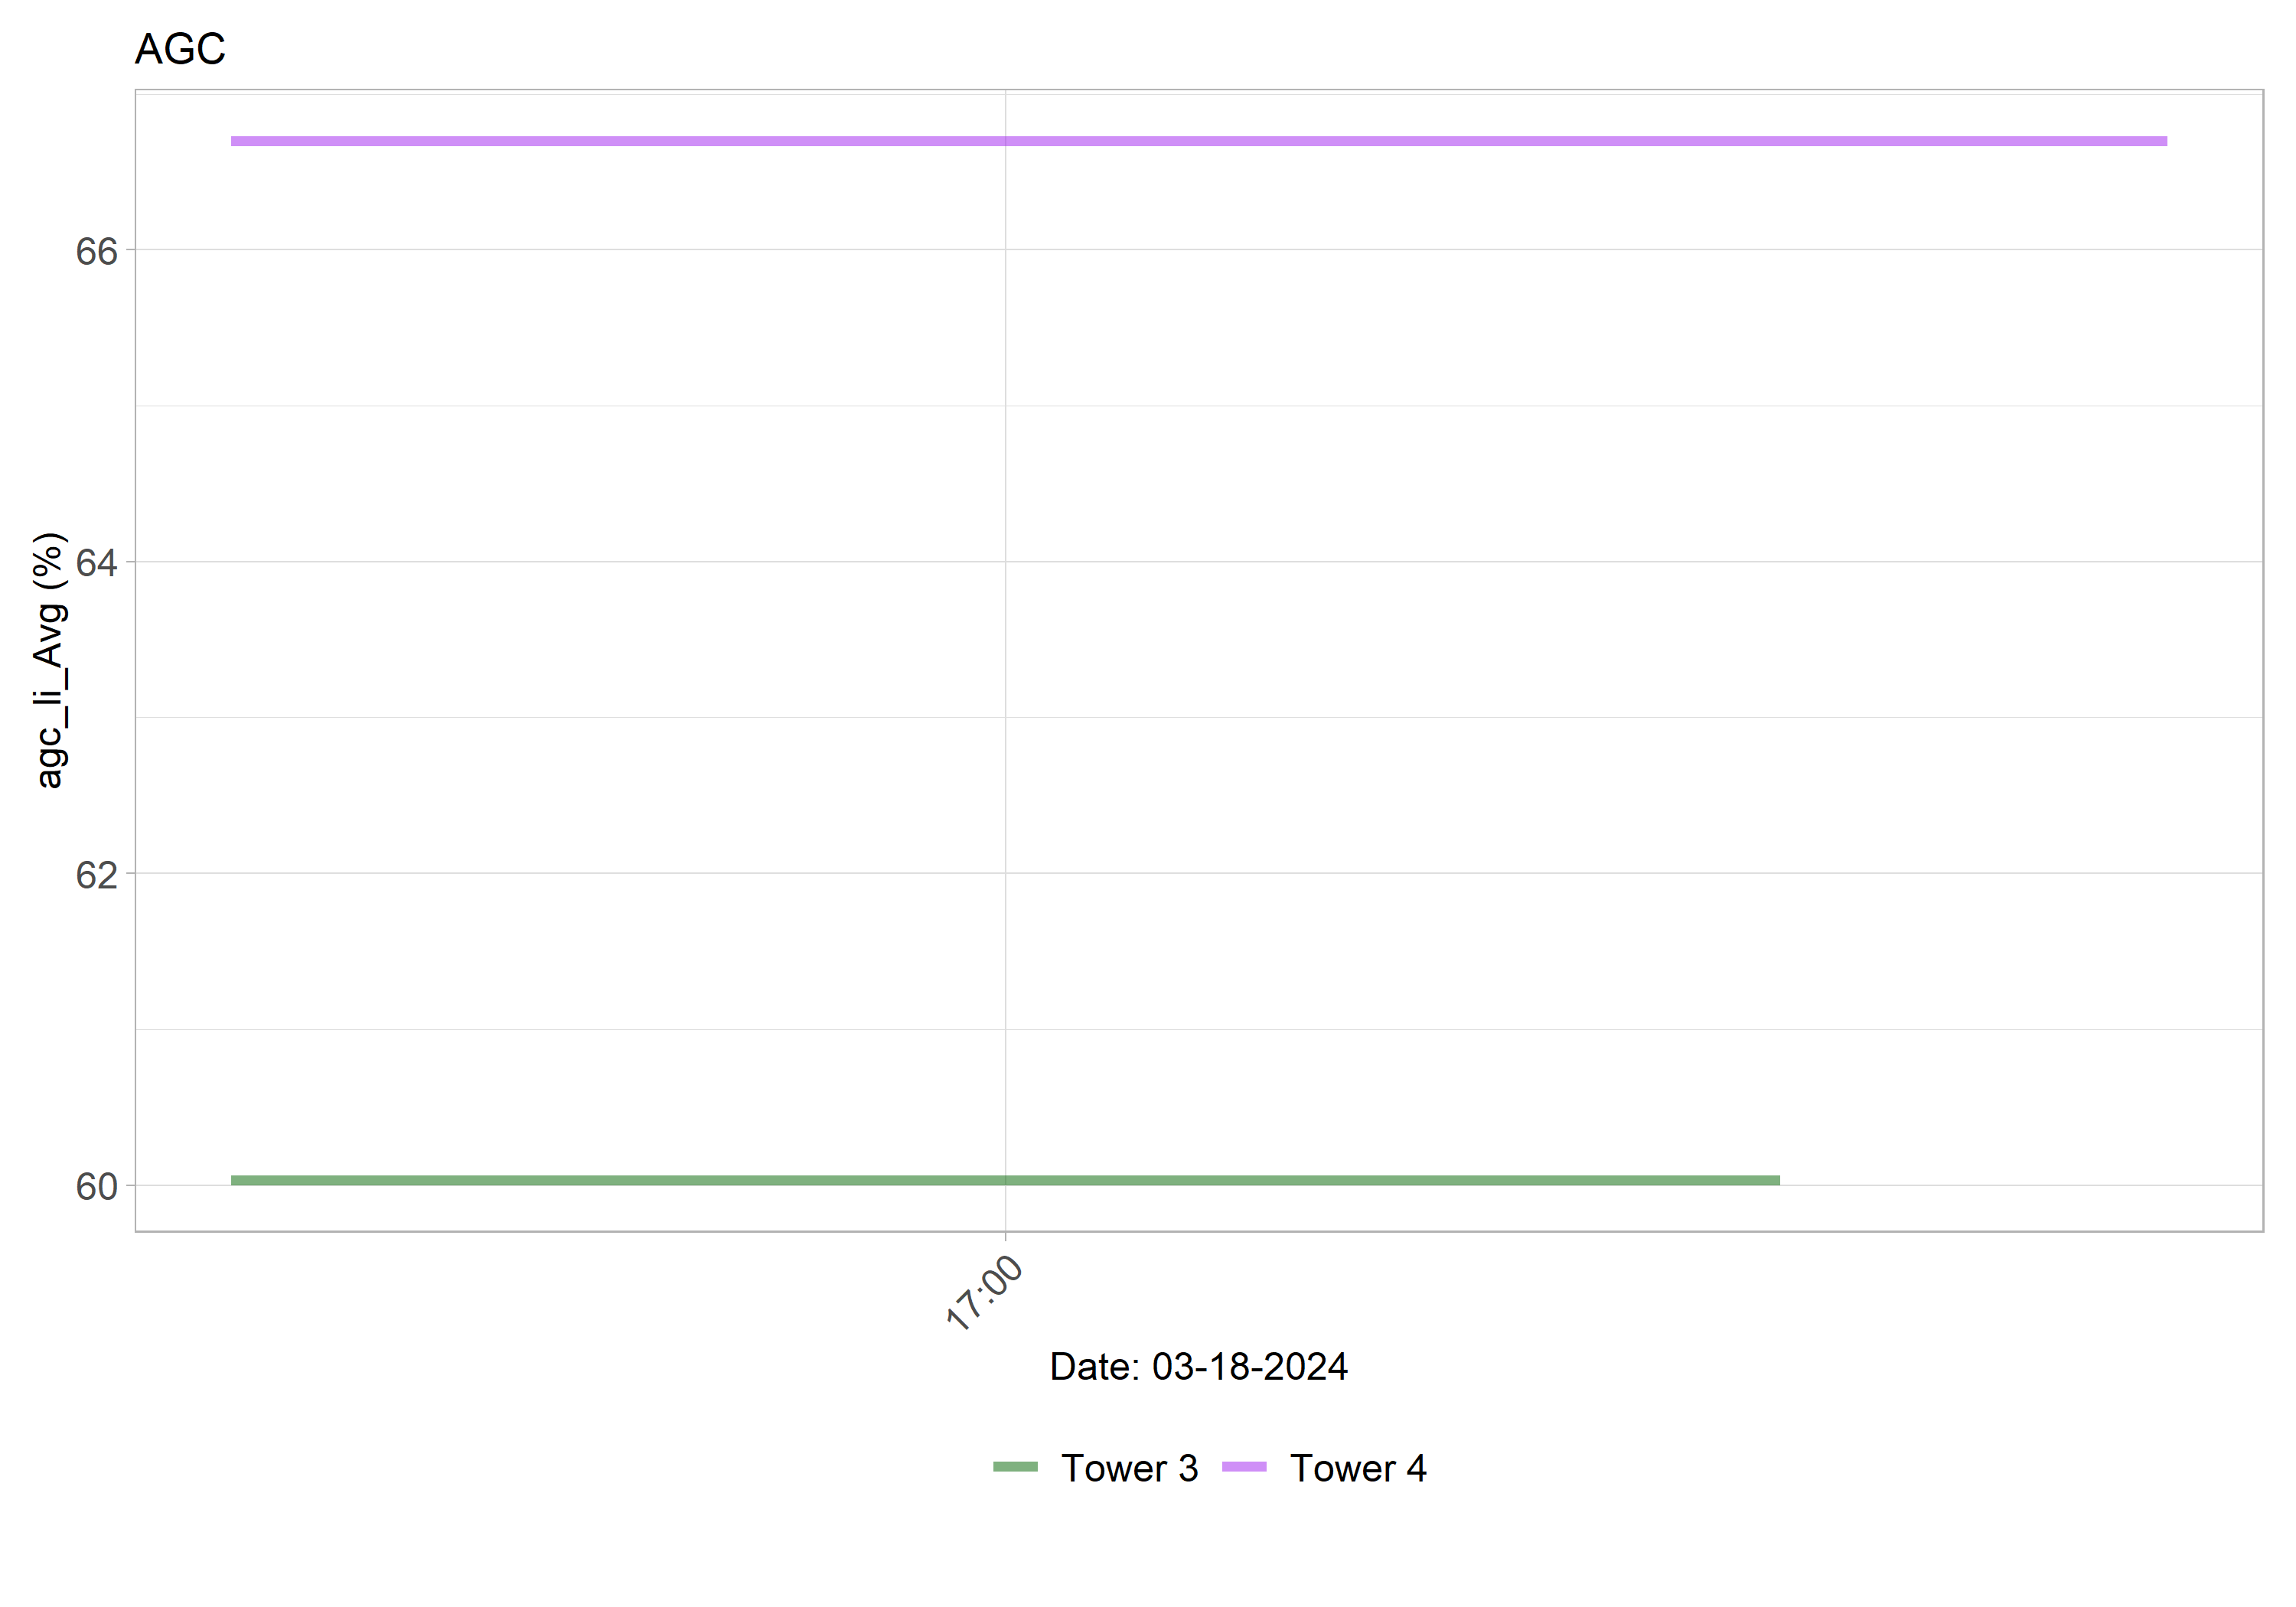 AGC
agc_li_Avg (%)
66
64
62
60
17:00
Date: 03-18-2024
Tower 3 Tower 4